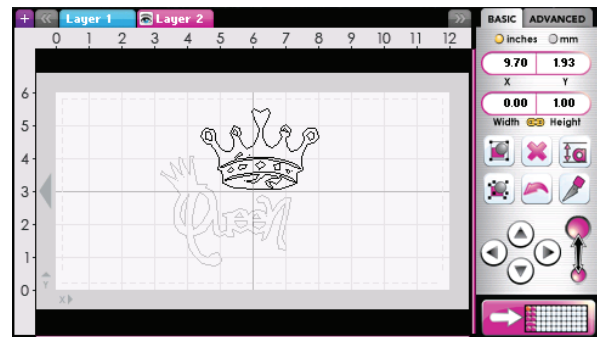 + << Layer 1 Layer 2 >>
BASIC ADVANCED
0 1 2 3 4 5 6 7 8 9 10 11 12
inches mm
9.70 1.93
X Y
0.00 1.00
Width Height
6
5
4
3
2
1
0
Queen
a
Y
X